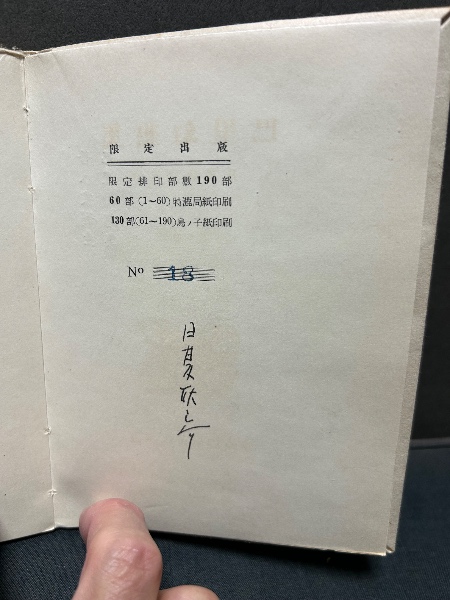 限定出版
限定排印部數190部
60部(1~60)特漉局紙印刷
130部(61~190)鳥ノ子紙印刷
No 18
日夏耿之介